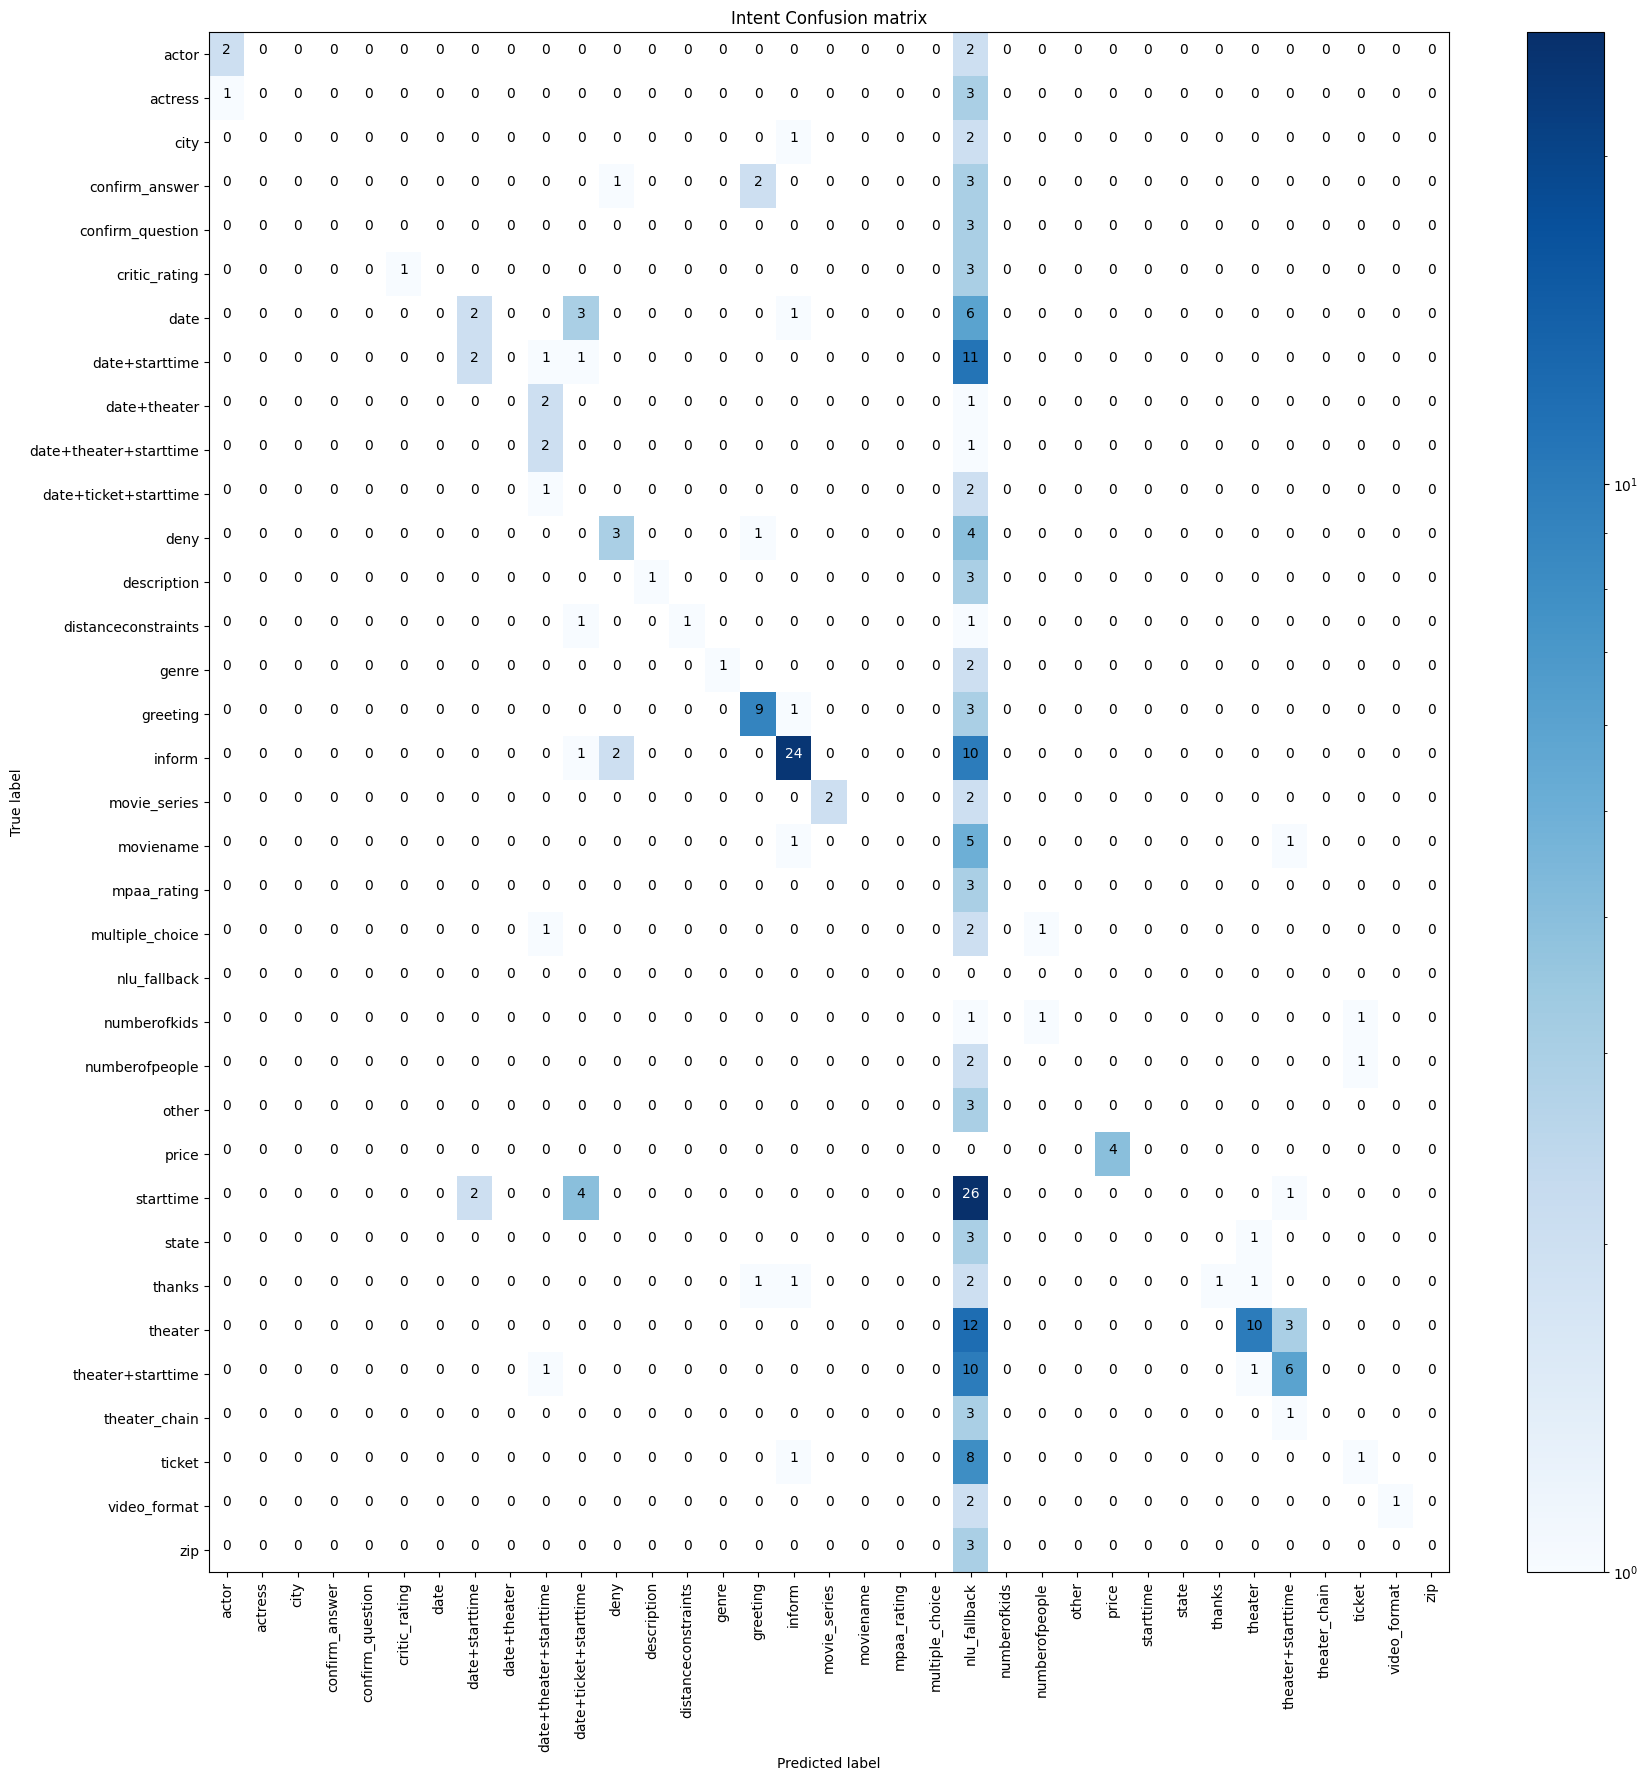 Intent Confusion matrix
actor 2 0 0 0 0 0 0 0 0 0 0 0 0 0 0 0 0 0 0 0 0 2 0 0 0 0 0 0 0 0 0 0 0 0 0
actress 1 0 0 0 0 0 0 0 0 0 0 0 0 0 0 0 0 0 0 0 0 3 0 0 0 0 0 0 0 0 0 0 0 0 0
city 0 0 0 0 0 0 0 0 0 0 0 0 0 0 0 0 1 0 0 0 0 2 0 0 0 0 0 0 0 0 0 0 0 0 0
confirm_answer 0 0 0 0 0 0 0 0 0 0 0 1 0 0 0 2 0 0 0 0 0 3 0 0 0 0 0 0 0 0 0 0 0 0 0
confirm_question 0 0 0 0 0 0 0 0 0 0 0 0 0 0 0 0 0 0 0 0 0 3 0 0 0 0 0 0 0 0 0 0 0 0 0
critic_rating 0 0 0 0 0 1 0 0 0 0 0 0 0 0 0 0 0 0 0 0 0 3 0 0 0 0 0 0 0 0 0 0 0 0 0
date 0 0 0 0 0 0 0 2 0 0 3 0 0 0 0 0 1 0 0 0 0 6 0 0 0 0 0 0 0 0 0 0 0 0 0
date+starttime 0 0 0 0 0 0 0 2 0 1 1 0 0 0 0 0 0 0 0 0 0 11 0 0 0 0 0 0 0 0 0 0 0 0 0
date+theater 0 0 0 0 0 0 0 0 0 2 0 0 0 0 0 0 0 0 0 0 0 1 0 0 0 0 0 0 0 0 0 0 0 0 0
date+theater+starttime 0 0 0 0 0 0 0 0 0 2 0 0 0 0 0 0 0 0 0 0 0 1 0 0 0 0 0 0 0 0 0 0 0 0 0
date+ticket+starttime 0 0 0 0 0 0 0 0 0 1 0 0 0 0 0 0 0 0 0 0 0 2 0 0 0 0 0 0 0 0 0 0 0 0 0
deny 0 0 0 0 0 0 0 0 0 0 0 3 0 0 0 1 0 0 0 0 0 4 0 0 0 0 0 0 0 0 0 0 0 0 0
description 0 0 0 0 0 0 0 0 0 0 0 0 1 0 0 0 0 0 0 0 0 3 0 0 0 0 0 0 0 0 0 0 0 0 0
distanceconstraints 0 0 0 0 0 0 0 0 0 0 1 0 0 1 0 0 0 0 0 0 0 1 0 0 0 0 0 0 0 0 0 0 0 0 0
genre 0 0 0 0 0 0 0 0 0 0 0 0 0 0 1 0 0 0 0 0 0 2 0 0 0 0 0 0 0 0 0 0 0 0 0
greeting 0 0 0 0 0 0 0 0 0 0 0 0 0 0 0 9 1 0 0 0 0 3 0 0 0 0 0 0 0 0 0 0 0 0 0
inform 0 0 0 0 0 0 0 0 0 0 1 2 0 0 0 0 24 0 0 0 0 10 0 0 0 0 0 0 0 0 0 0 0 0 0
movie_series 0 0 0 0 0 0 0 0 0 0 0 0 0 0 0 0 0 2 0 0 0 2 0 0 0 0 0 0 0 0 0 0 0 0 0
moviename 0 0 0 0 0 0 0 0 0 0 0 0 0 0 0 0 1 0 0 0 0 5 0 0 0 0 0 0 0 0 1 0 0 0 0
mpaa_rating 0 0 0 0 0 0 0 0 0 0 0 0 0 0 0 0 0 0 0 0 0 3 0 0 0 0 0 0 0 0 0 0 0 0 0
multiple_choice 0 0 0 0 0 0 0 0 0 1 0 0 0 0 0 0 0 0 0 0 0 2 0 1 0 0 0 0 0 0 0 0 0 0 0
nlu_fallback 0 0 0 0 0 0 0 0 0 0 0 0 0 0 0 0 0 0 0 0 0 0 0 0 0 0 0 0 0 0 0 0 0 0 0
numberofkids 0 0 0 0 0 0 0 0 0 0 0 0 0 0 0 0 0 0 0 0 0 1 0 1 0 0 0 0 0 0 0 0 1 0 0
numberofpeople 0 0 0 0 0 0 0 0 0 0 0 0 0 0 0 0 0 0 0 0 0 2 0 0 0 0 0 0 0 0 0 0 1 0 0
other 0 0 0 0 0 0 0 0 0 0 0 0 0 0 0 0 0 0 0 0 0 3 0 0 0 0 0 0 0 0 0 0 0 0 0
price 0 0 0 0 0 0 0 0 0 0 0 0 0 0 0 0 0 0 0 0 0 0 0 0 0 4 0 0 0 0 0 0 0 0 0
starttime 0 0 0 0 0 0 0 2 0 0 4 0 0 0 0 0 0 0 0 0 0 26 0 0 0 0 0 0 0 0 1 0 0 0 0
state 0 0 0 0 0 0 0 0 0 0 0 0 0 0 0 0 0 0 0 0 0 3 0 0 0 0 0 0 0 1 0 0 0 0 0
thanks 0 0 0 0 0 0 0 0 0 0 0 0 0 0 0 1 1 0 0 0 0 2 0 0 0 0 0 0 1 1 0 0 0 0 0
theater 0 0 0 0 0 0 0 0 0 0 0 0 0 0 0 0 0 0 0 0 0 12 0 0 0 0 0 0 0 10 3 0 0 0 0
theater+starttime 0 0 0 0 0 0 0 0 0 1 0 0 0 0 0 0 0 0 0 0 0 10 0 0 0 0 0 0 0 1 6 0 0 0 0
theater_chain 0 0 0 0 0 0 0 0 0 0 0 0 0 0 0 0 0 0 0 0 0 3 0 0 0 0 0 0 0 0 1 0 0 0 0
ticket 0 0 0 0 0 0 0 0 0 0 0 0 0 0 0 0 1 0 0 0 0 8 0 0 0 0 0 0 0 0 0 0 1 0 0
video_format 0 0 0 0 0 0 0 0 0 0 0 0 0 0 0 0 0 0 0 0 0 2 0 0 0 0 0 0 0 0 0 0 0 1 0
zip 0 0 0 0 0 0 0 0 0 0 0 0 0 0 0 0 0 0 0 0 0 3 0 0 0 0 0 0 0 0 0 0 0 0 0
True label
actor
actress
city
confirm_answer
confirm_question
critic_rating
date
date+starttime
date+theater
date+theater+starttime
date+ticket+starttime
deny
description
distanceconstraints
genre
greeting
inform
movie_series
moviename
mpaa_rating
multiple_choice
nlu_fallback
numberofkids
numberofpeople
other
price
starttime
state
thanks
theater
theater+starttime
theater_chain
ticket
video_format
zip
Predicted label
10¹
10⁰